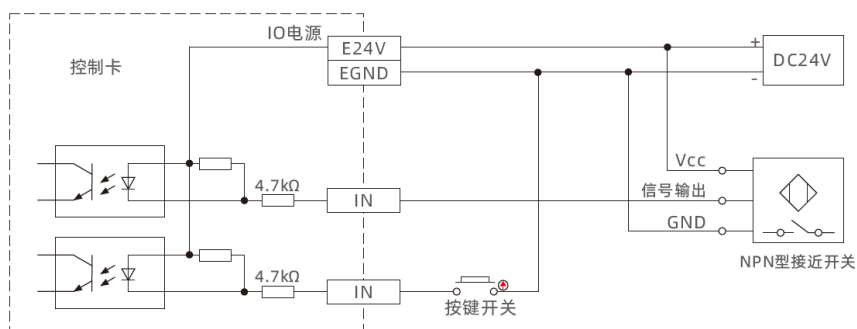 IO电源
E24V
EGND
+
-
DC24V
控制卡
4.7kΩ
IN
Vcc
信号输出
GND
NPN型接近开关
4.7kΩ
IN
按键开关